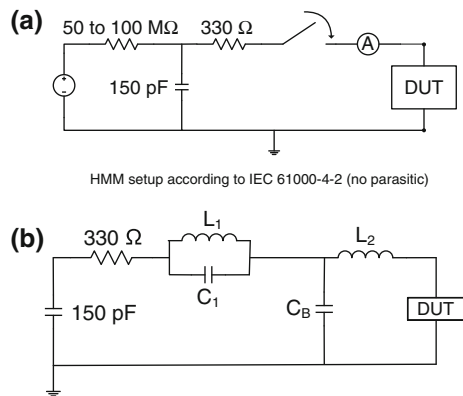 (a)
50 to 100 MΩ
330 Ω
A
150 pF
DUT
HMM setup according to IEC 61000-4-2 (no parasitic)
(b)
330 Ω
L1
L2
C1
150 pF
CB
DUT